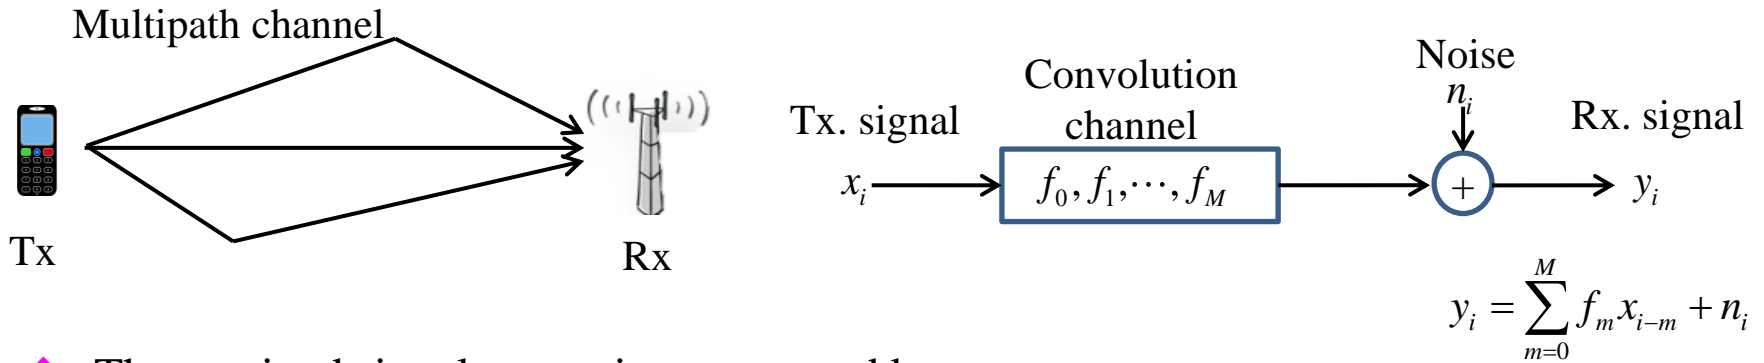 Multipath channel
Tx
Rx
Tx. signal
x_i
Convolution
channel
f_0, f_1, ⋯, f_M
Noise
n_i
+
Rx. signal
y_i
y_i = \sum_{m=0}^{M} f_m x_{i-m} + n_i